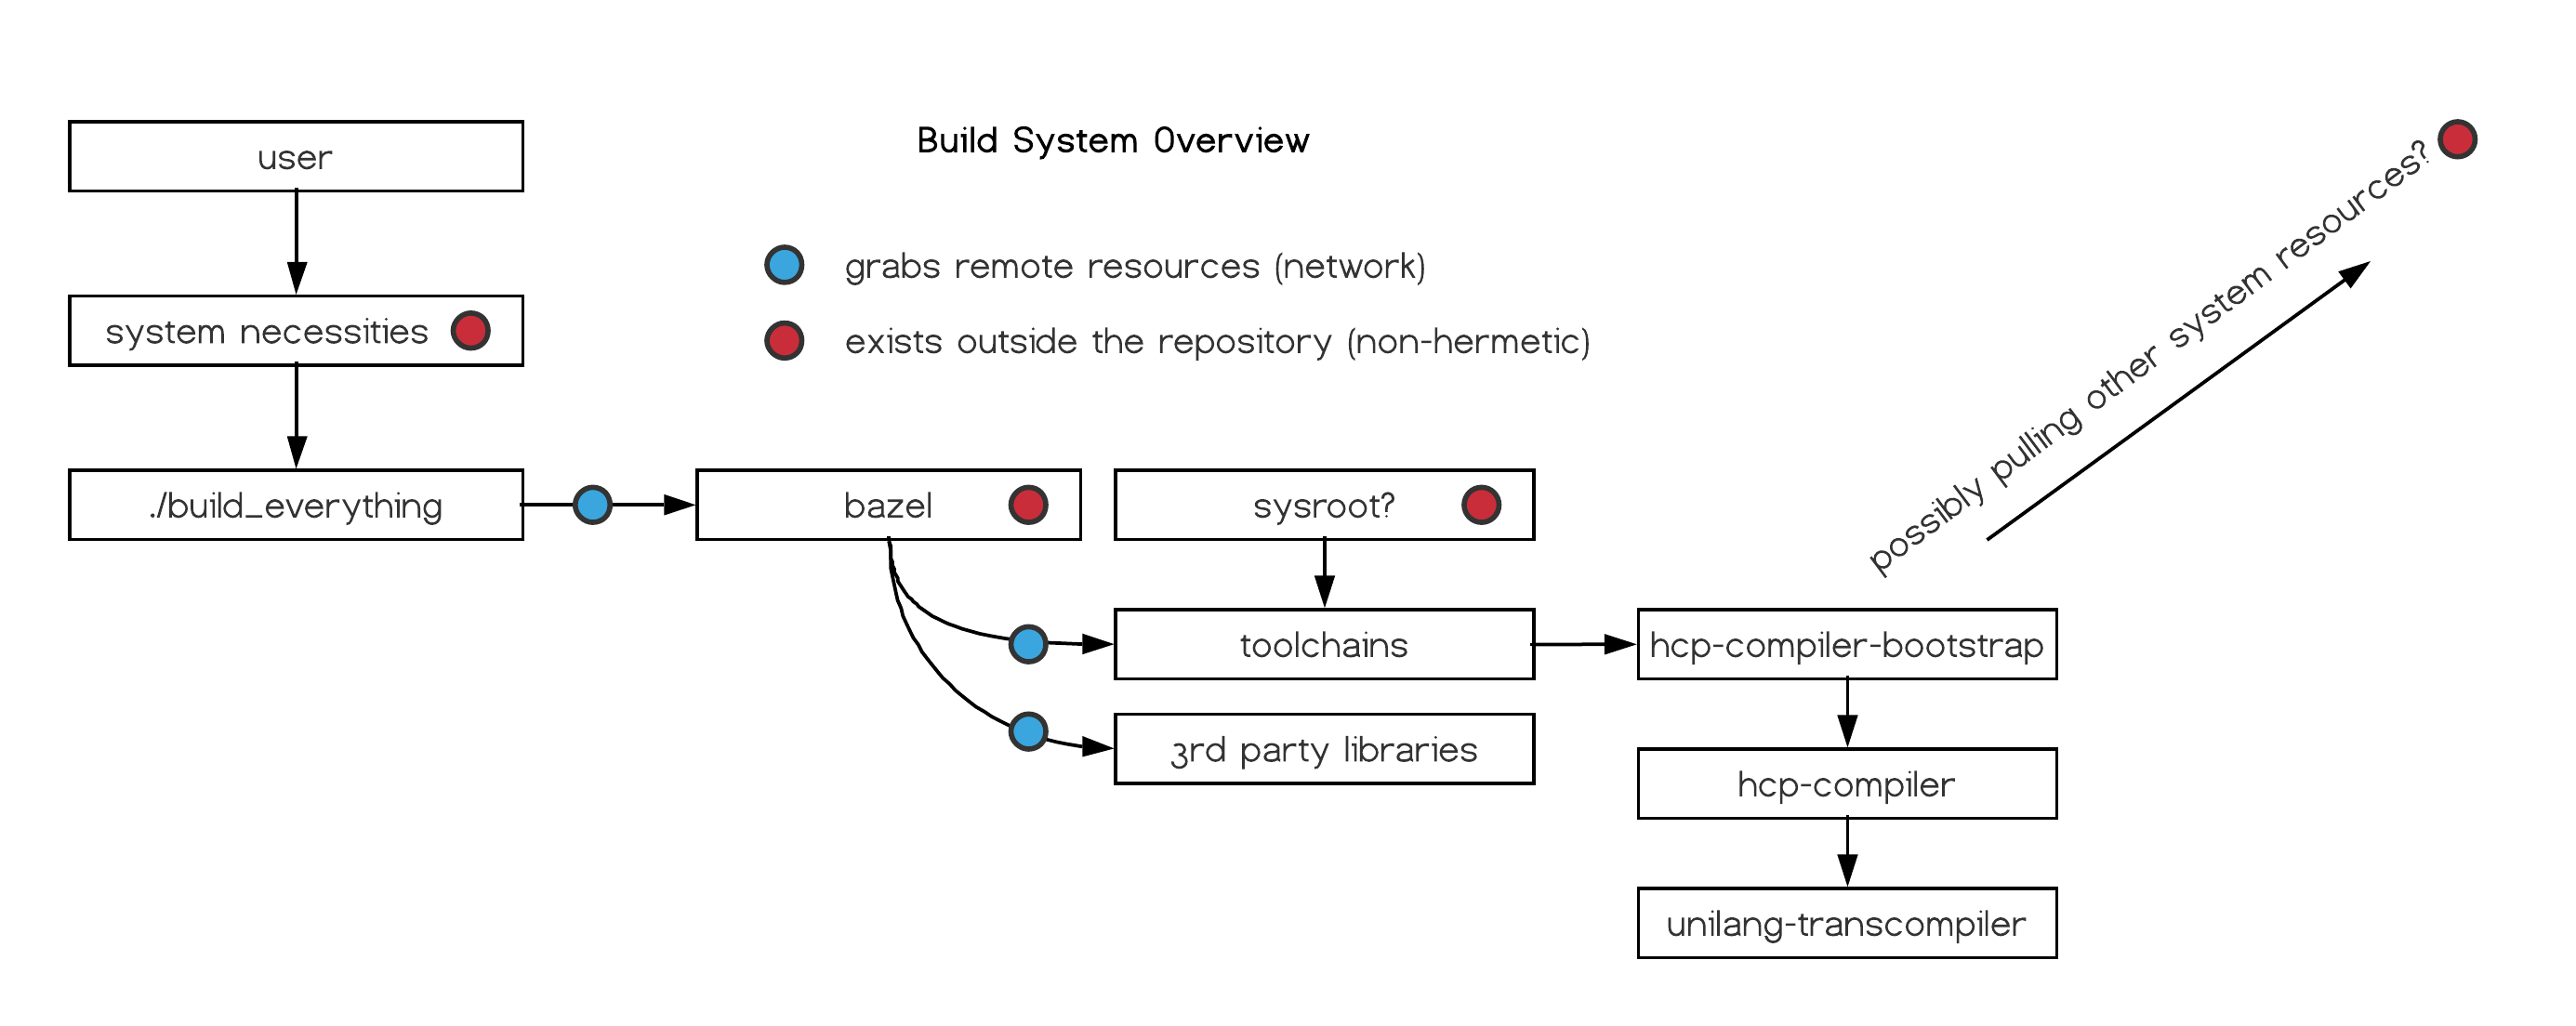 Build System Overview
grabs remote resources (network)
exists outside the repository (non-hermetic)
user
system necessities
./build_everything
bazel
sysroot?
toolchains
3rd party libraries
hcp-compiler-bootstrap
hcp-compiler
unilang-transcompiler
possibly pulling other system resources?